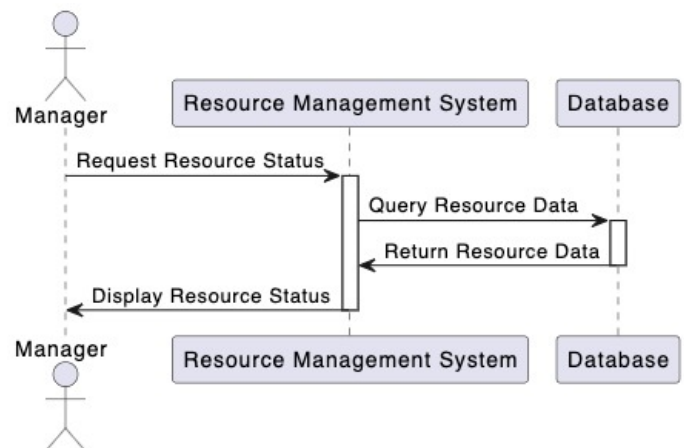 Manager
Resource Management System
Database
Request Resource Status
Query Resource Data
Return Resource Data
Display Resource Status
Manager
Resource Management System
Database